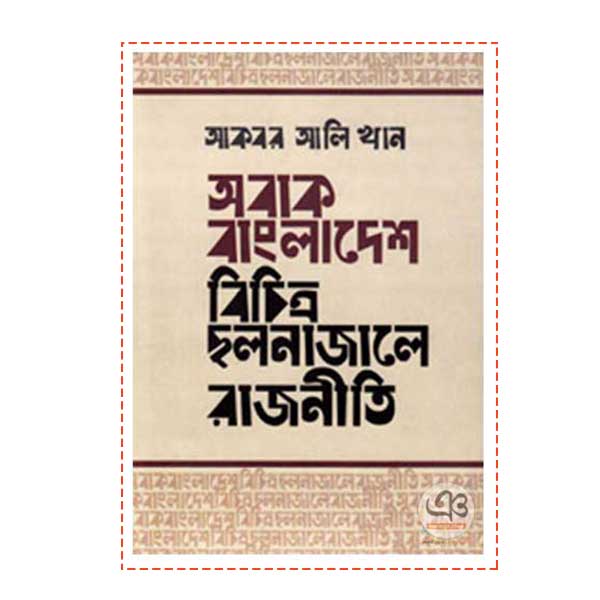 আকবর আলি খান
অবাক
বাংলাদেশ
বিচিত্র
ছলনাজালে
রাজনীতি